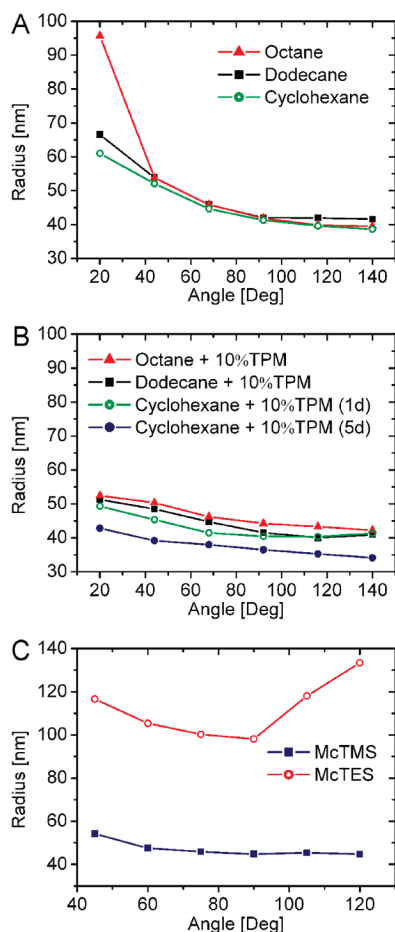 A
100
90
80
70
60
50
40
30
Radius [nm]
Octane
Dodecane
Cyclohexane
20 40 60 80 100 120 140
Angle [Deg]
B
100
90
80
70
60
50
40
30
Radius [nm]
Octane + 10%TPM
Dodecane + 10%TPM
Cyclohexane + 10%TPM (1d)
Cyclohexane + 10%TPM (5d)
20 40 60 80 100 120 140
Angle [Deg]
C
140
120
100
80
60
40
Radius [nm]
McTMS
McTES
40 60 80 100 120
Angle [Deg]